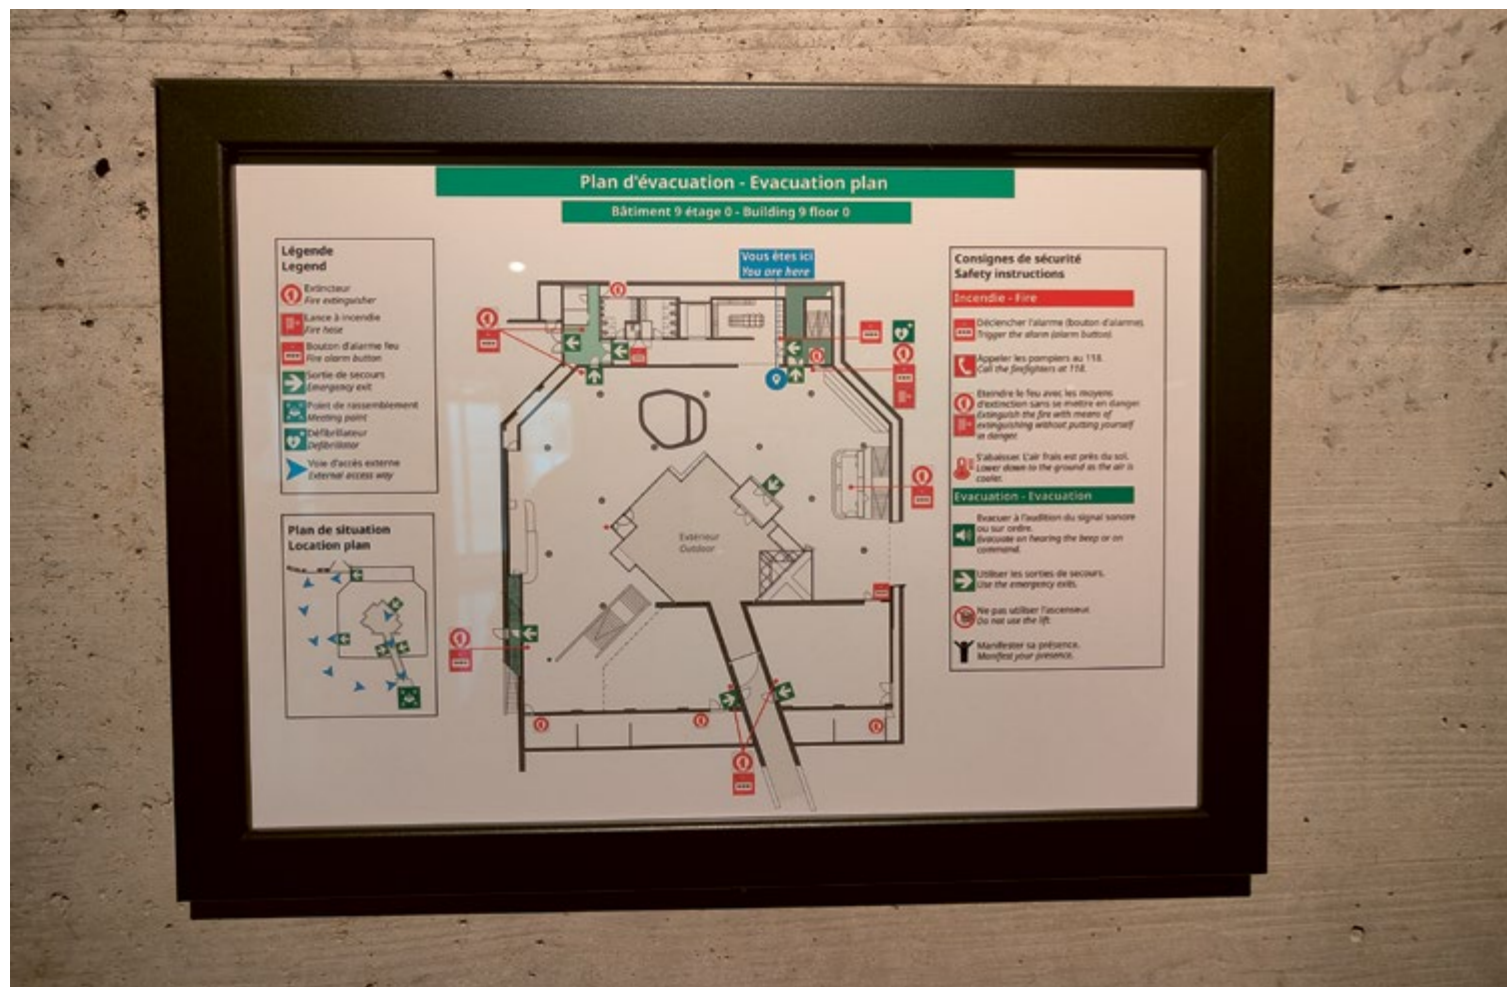 Plan d'évacuation - Evacuation plan
Bâtiment 9 étage 0 - Building 9 floor 0
Légende
Legend
Extincteur
Fire extinguisher
Lance à incendie
Fire hose
Bouton d'alarme feu
Fire alarm button
Sortie de secours
Emergency exit
Point de rassemblement
Meeting point
Défibrillateur
Defibrillator
Voie d'accès externe
External access way
Plan de situation
Location plan
Vous êtes ici
You are here
Extérieur
Outdoor
Consignes de sécurité
Safety instructions
Incendie - Fire
Déclencher l'alarme (bouton d'alarme).
Trigger the alarm (alarm button).
Appeler les pompiers au 118.
Call the firefighters at 118.
Eteindre le feu avec les moyens
d'extinction sans se mettre en danger.
Extinguish the fire with means of
extinguishing without putting yourself
in danger.
S'abaisser. L'air frais est près du sol.
Lower down to the ground as the air is
cooler.
Evacuation - Evacuation
Evacuer à l'audition du signal sonore
ou sur ordre.
Evacuate on hearing the beep or on
command.
Utiliser les sorties de secours.
Use the emergency exits.
Ne pas utiliser l'ascenseur.
Do not use the lift.
Manifester sa présence.
Manifest your presence.